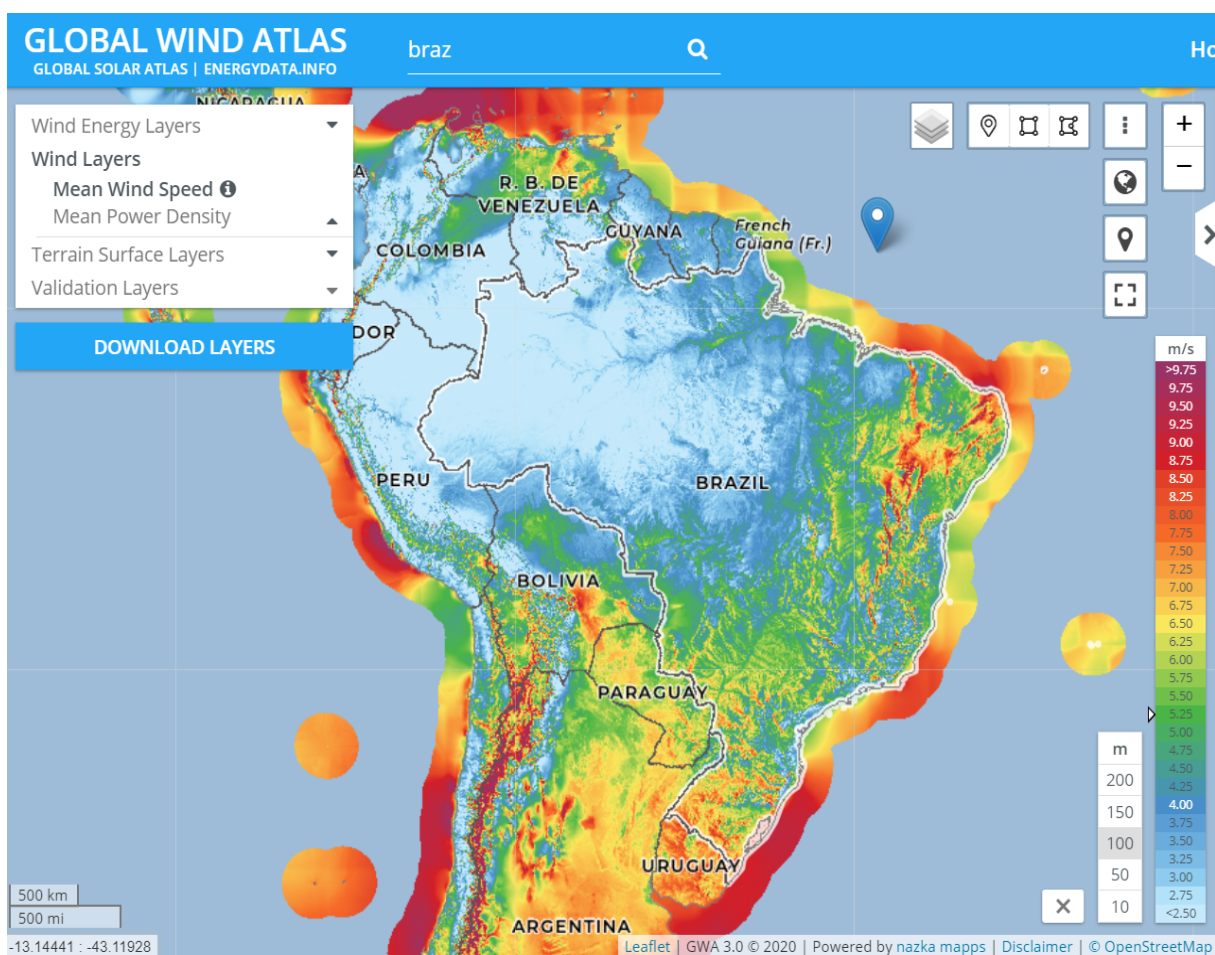 GLOBAL WIND ATLAS
GLOBAL SOLAR ATLAS | ENERGYDATA.INFO
braz
Ho
NICARAGUA
Wind Energy Layers
Wind Layers
Mean Wind Speed
Mean Power Density
Terrain Surface Layers
Validation Layers
DOWNLOAD LAYERS
+
−
A
R. B. DE
VENEZUELA
GUYANA
French
Guiana (Fr.)
COLOMBIA
DOR
PERU
BRAZIL
BOLIVIA
PARAGUAY
URUGUAY
ARGENTINA
m/s
>9.75
9.75
9.50
9.25
9.00
8.75
8.50
8.25
8.00
7.75
7.50
7.25
7.00
6.75
6.50
6.25
6.00
5.75
5.50
5.25
5.00
4.75
4.50
4.25
4.00
3.75
3.50
3.25
3.00
2.75
<2.50
m
200
150
100
50
10
500 km
500 mi
-13.14441 : -43.11928
Leaflet | GWA 3.0 © 2020 | Powered by nazka mapps | Disclaimer | © OpenStreetMap